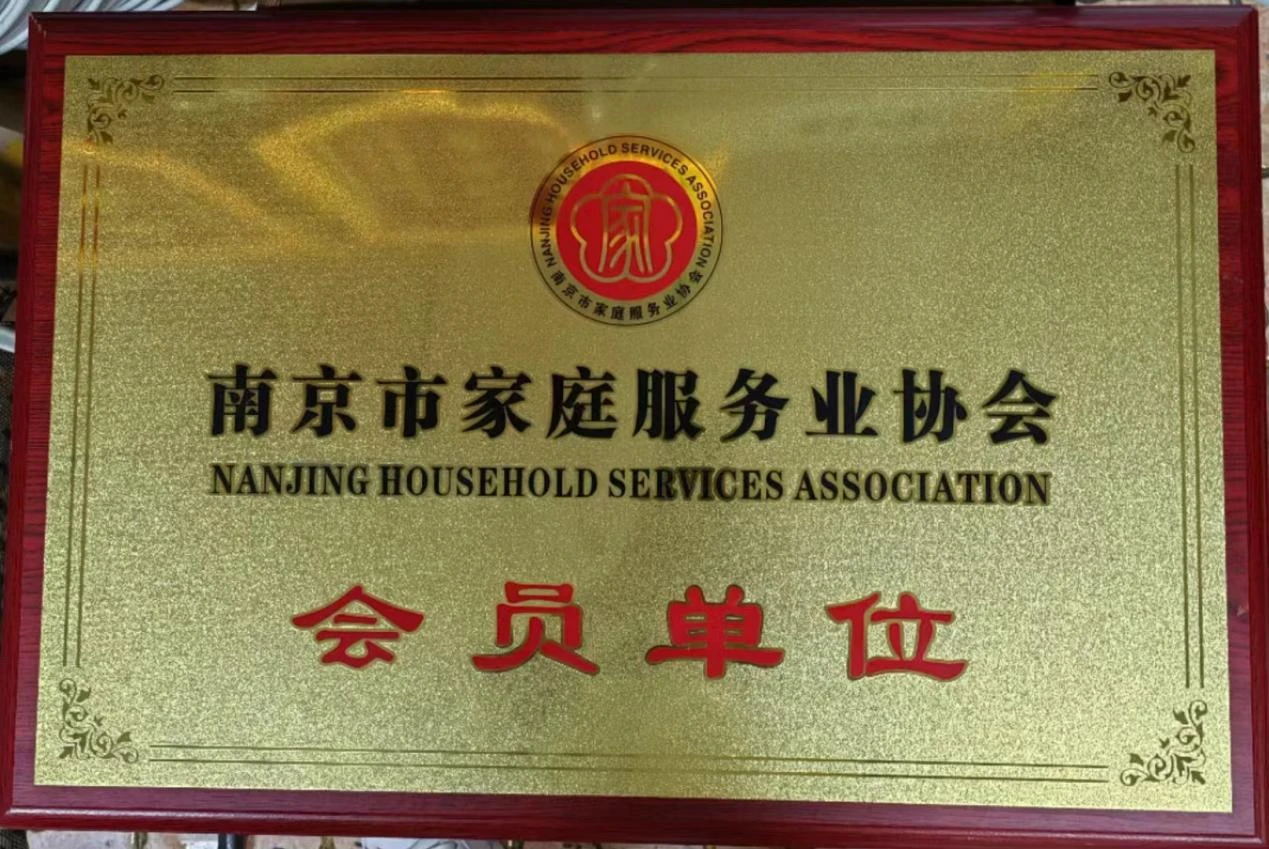 NANJING HOUSEHOLD SERVICES ASSOCIATION
家
南京市家庭服务业协会
南京市家庭服务业协会
NANJING HOUSEHOLD SERVICES ASSOCIATION
会员单位